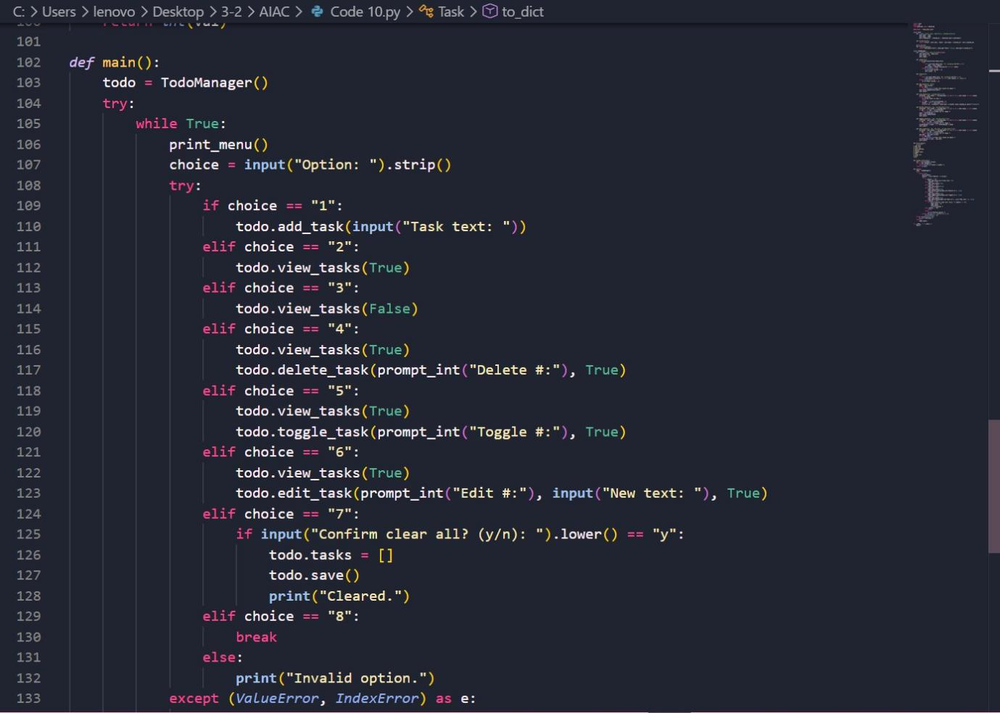 C: > Users > lenovo > Desktop > 3-2 > AIAC > Code 10.py > Task > to_dict
100 return int(val)
101
102 def main():
103 todo = TodoManager()
104 try:
105 while True:
106 print_menu()
107 choice = input("Option: ").strip()
108 try:
109 if choice == "1":
110 todo.add_task(input("Task text: "))
111 elif choice == "2":
112 todo.view_tasks(True)
113 elif choice == "3":
114 todo.view_tasks(False)
115 elif choice == "4":
116 todo.view_tasks(True)
117 todo.delete_task(prompt_int("Delete #:"), True)
118 elif choice == "5":
119 todo.view_tasks(True)
120 todo.toggle_task(prompt_int("Toggle #:"), True)
121 elif choice == "6":
122 todo.view_tasks(True)
123 todo.edit_task(prompt_int("Edit #:"), input("New text: "), True)
124 elif choice == "7":
125 if input("Confirm clear all? (y/n): ").lower() == "y":
126 todo.tasks = []
127 todo.save()
128 print("Cleared.")
129 elif choice == "8":
130 break
131 else:
132 print("Invalid option.")
133 except (ValueError, IndexError) as e: